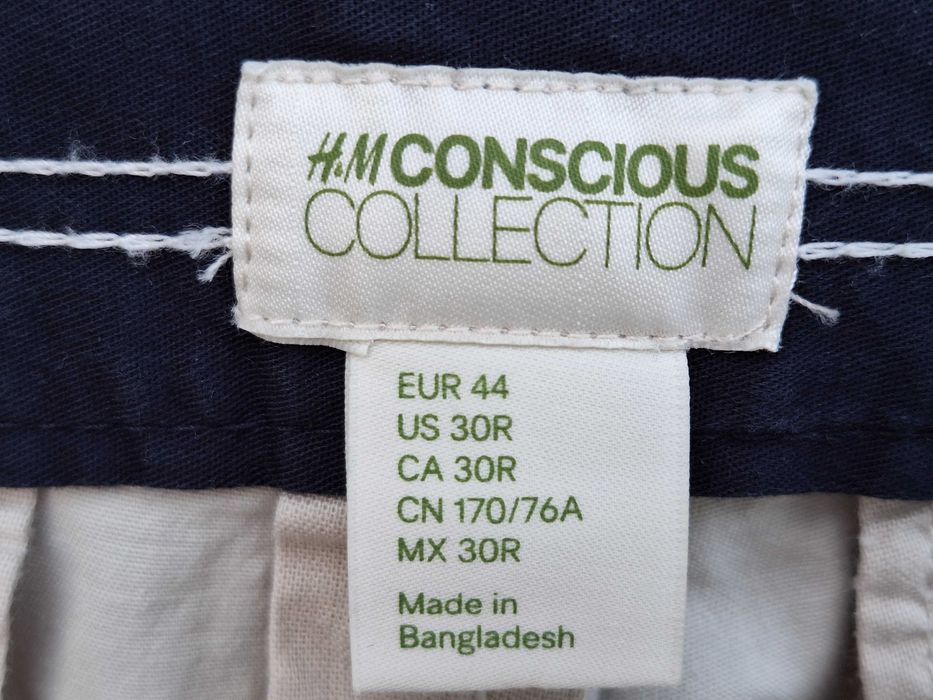 H&M CONSCIOUS
COLLECTION
EUR 44
US 30R
CA 30R
CN 170/76A
MX 30R
Made in
Bangladesh